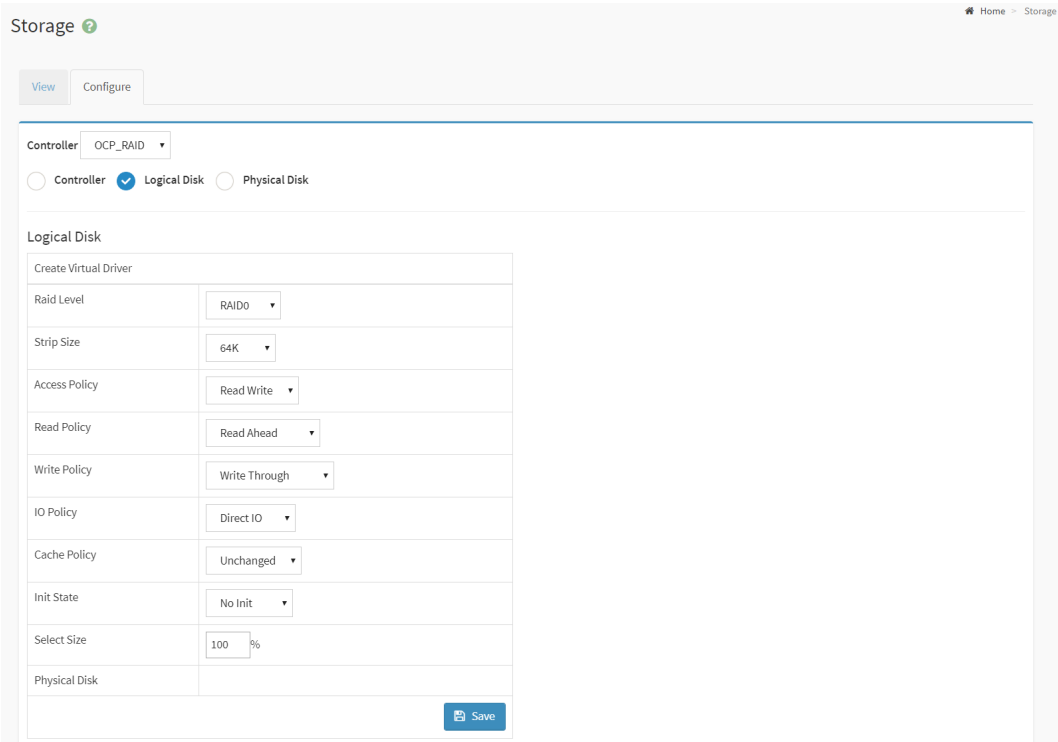 Home > Storage
Storage
View Configure
Controller OCP_RAID
Controller Logical Disk Physical Disk
Logical Disk
Create Virtual Driver
Raid Level RAID0
Strip Size 64K
Access Policy Read Write
Read Policy Read Ahead
Write Policy Write Through
IO Policy Direct IO
Cache Policy Unchanged
Init State No Init
Select Size 100 %
Physical Disk
Save